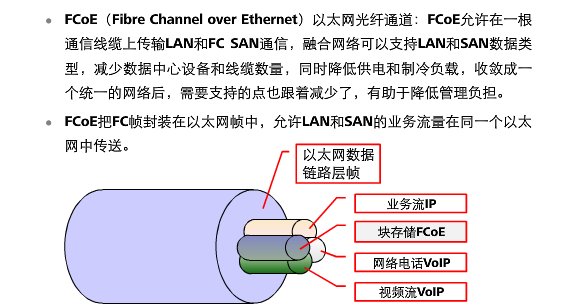 FCoE（Fibre Channel over Ethernet）以太网光纤通道：FCoE允许在一根
通信线缆上传输LAN和FC SAN通信，融合网络可以支持LAN和SAN数据类
型，减少数据中心设备和线缆数量，同时降低供电和制冷负载，收敛成一
个统一的网络后，需要支持的点也跟着减少了，有助于降低管理负担。
FCoE把FC帧封装在以太网帧中，允许LAN和SAN的业务流量在同一个以太
网中传送。
以太网数据
链路层帧
业务流IP
块存储FCoE
网络电话VoIP
视频流VoIP